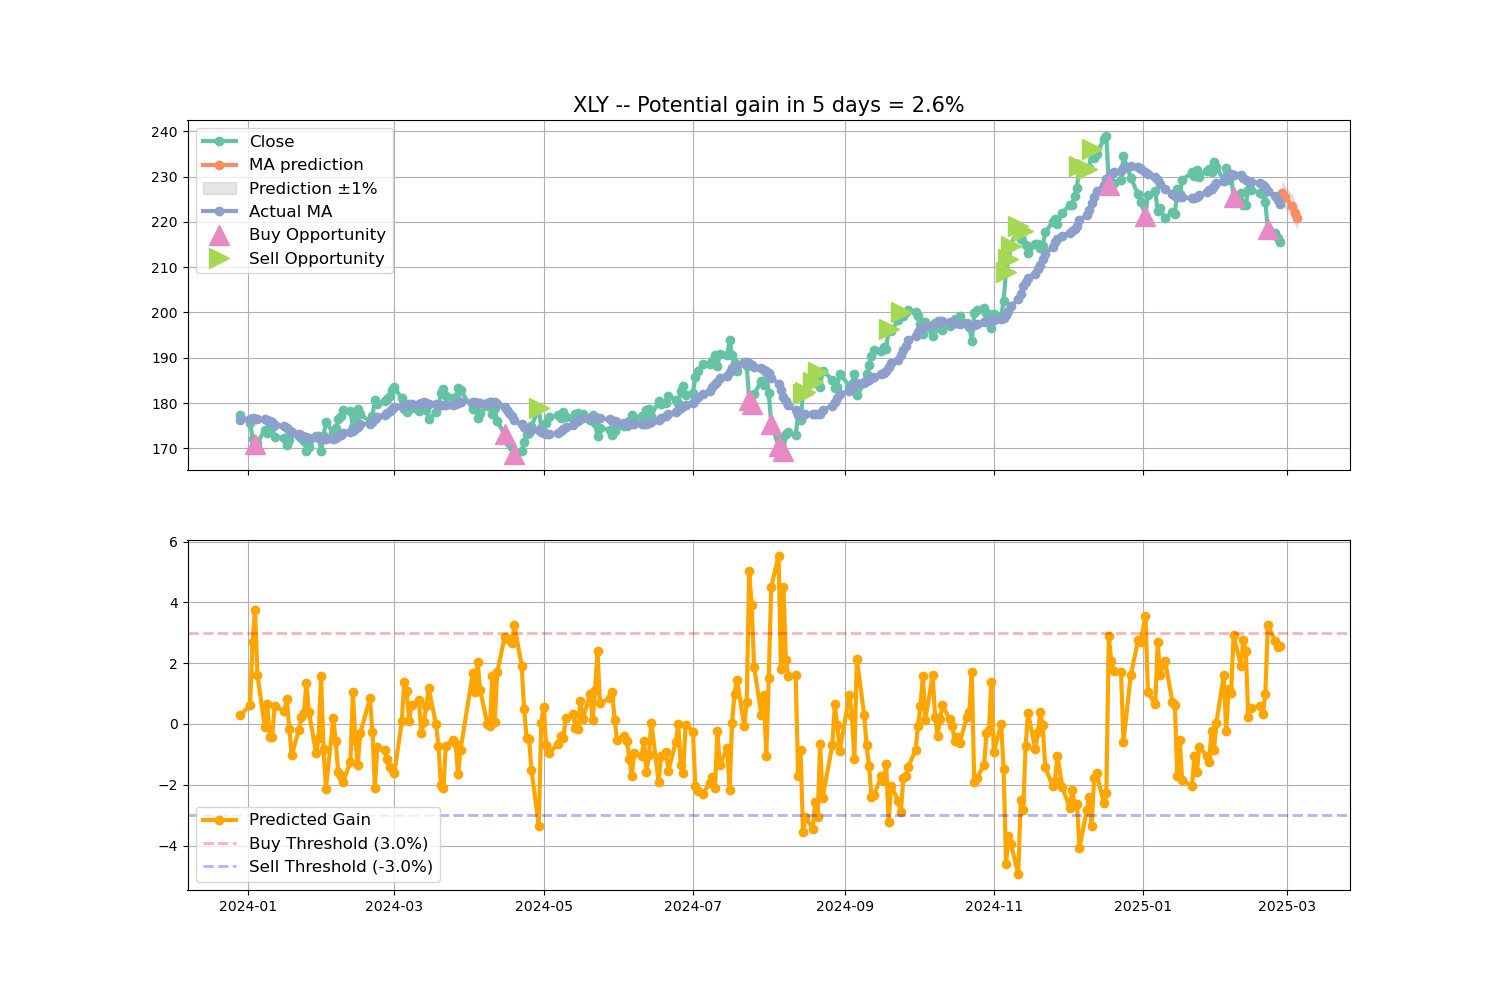 XLY -- Potential gain in 5 days = 2.6%
240
230
220
210
200
190
180
170
Close
MA prediction
Prediction ±1%
Actual MA
Buy Opportunity
Sell Opportunity
6
4
2
0
−2
−4
Predicted Gain
Buy Threshold (3.0%)
Sell Threshold (-3.0%)
2024-01
2024-03
2024-05
2024-07
2024-09
2024-11
2025-01
2025-03